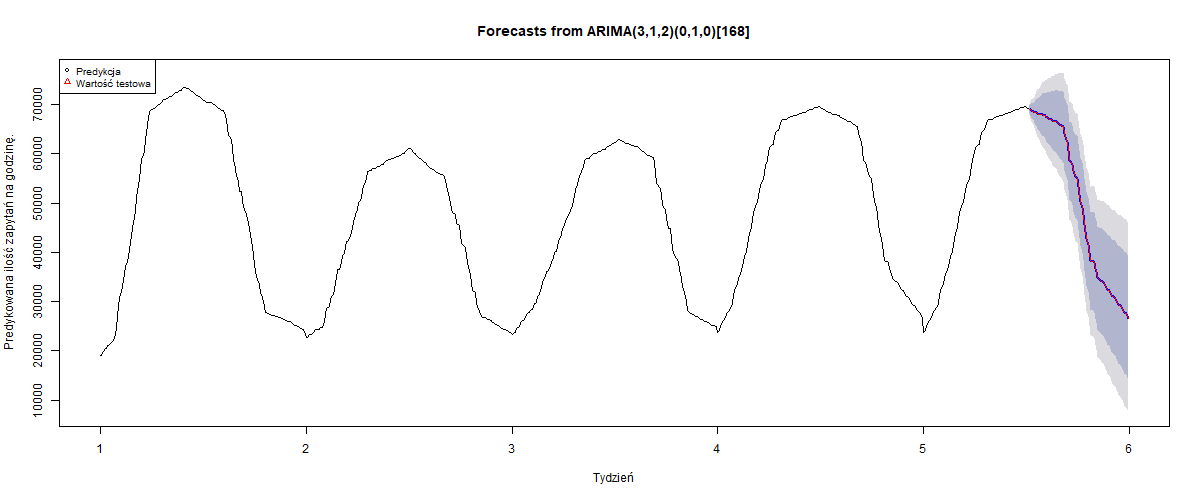 Forecasts from ARIMA(3,1,2)(0,1,0)[168]
Predykcja
Wartość testowa
Predykowana ilość zapytań na godzinę.
70000
60000
50000
40000
30000
20000
10000
1 2 3 4 5 6
Tydzień